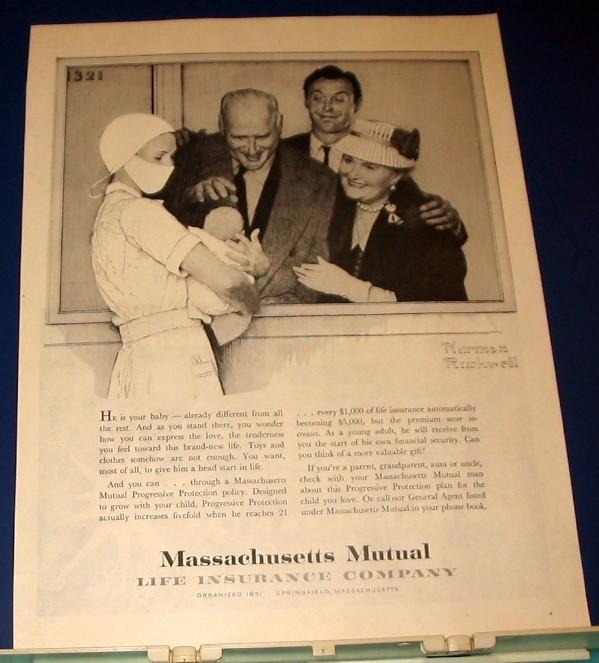 1321
Norman
Rockwell
HE is your baby — already different from all
the rest. And as you stand there, you wonder
how you can express the love, the tenderness
you feel toward this brand-new life. Toys and
clothes somehow are not enough. You want,
most of all, to give him a head start in life.
And you can . . . through a Massachusetts
Mutual Progressive Protection policy. Designed
to grow with your child, Progressive Protection
actually increases fivefold when he reaches 21
. . . every $1,000 of life insurance automatically
becoming $5,000, but the premium never in-
creases. As a young adult, he will receive from
you the start of his own financial security. Can
you think of a more valuable gift?
If you're a parent, grandparent, aunt or uncle,
check with your Massachusetts Mutual man
about this Progressive Protection plan for the
child you love. Or call our General Agent listed
under Massachusetts Mutual in your phone book.
Massachusetts Mutual
LIFE INSURANCE COMPANY
ORGANIZED 1851 SPRINGFIELD, MASSACHUSETTS